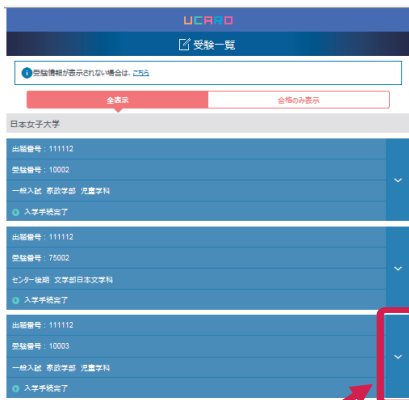 UCARO
受験一覧
受験情報が表示されない場合は、こちら
全表示
合格のみ表示
日本女子大学
出願番号：111112
受験番号：10002
一般入試 家政学部 児童学科
入学手続完了
出願番号：111112
受験番号：76002
センター後期 文学部日本文学科
入学手続完了
出願番号：111112
受験番号：10003
一般入試 家政学部 児童学科
入学手続完了